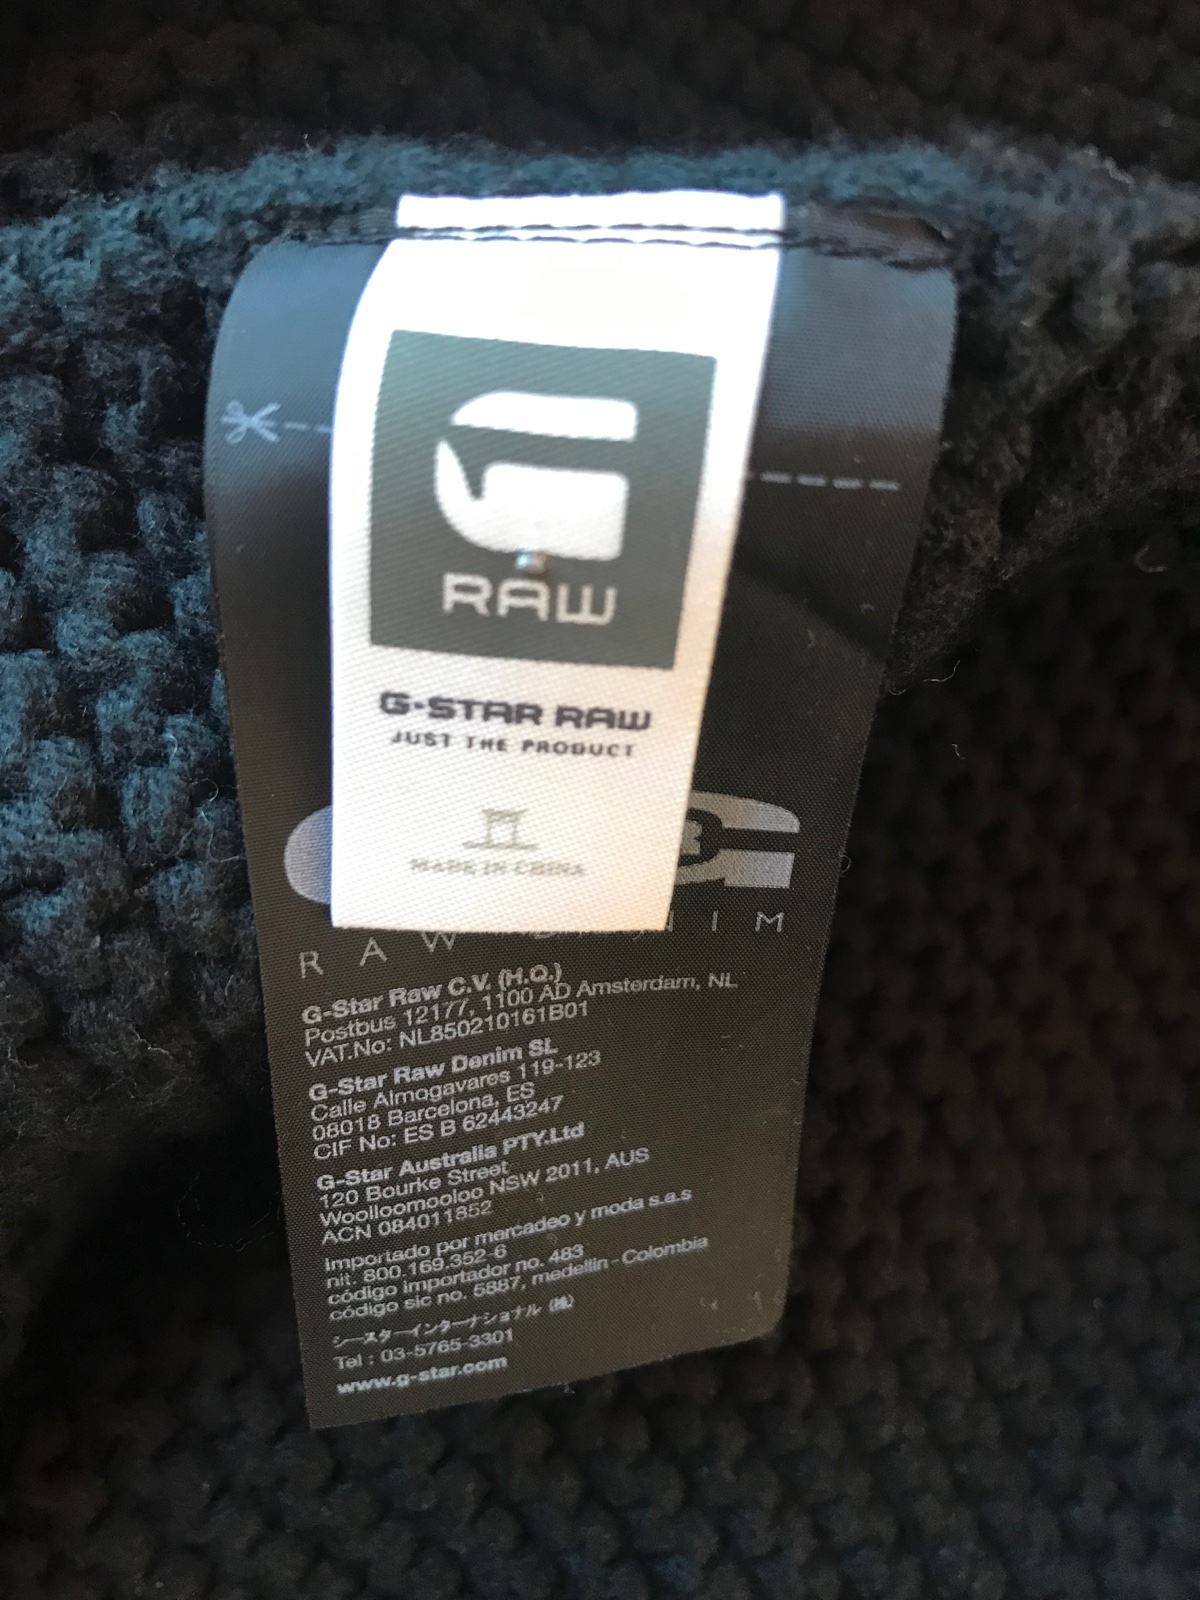 RAW
G-STAR RAW
JUST THE PRODUCT
MADE IN CHINA
RAW DENIM
G-Star Raw C.V. (H.Q.)
Postbus 12177, 1100 AD Amsterdam, NL
VAT.No: NL850210161B01
G-Star Raw Denim SL
Calle Almogavares 119-123
08018 Barcelona, ES
CIF No: ES B 62443247
G-Star Australia PTY.Ltd
120 Bourke Street
Woolloomooloo NSW 2011, AUS
ACN 084011852
Importado por mercadeo y moda s.a.s
nit. 800.169.352-6
código importador no. 483
código sic no. 5887, medellin - Colombia
ジースターインターナショナル (株)
Tel : 03-5765-3301
www.g-star.com